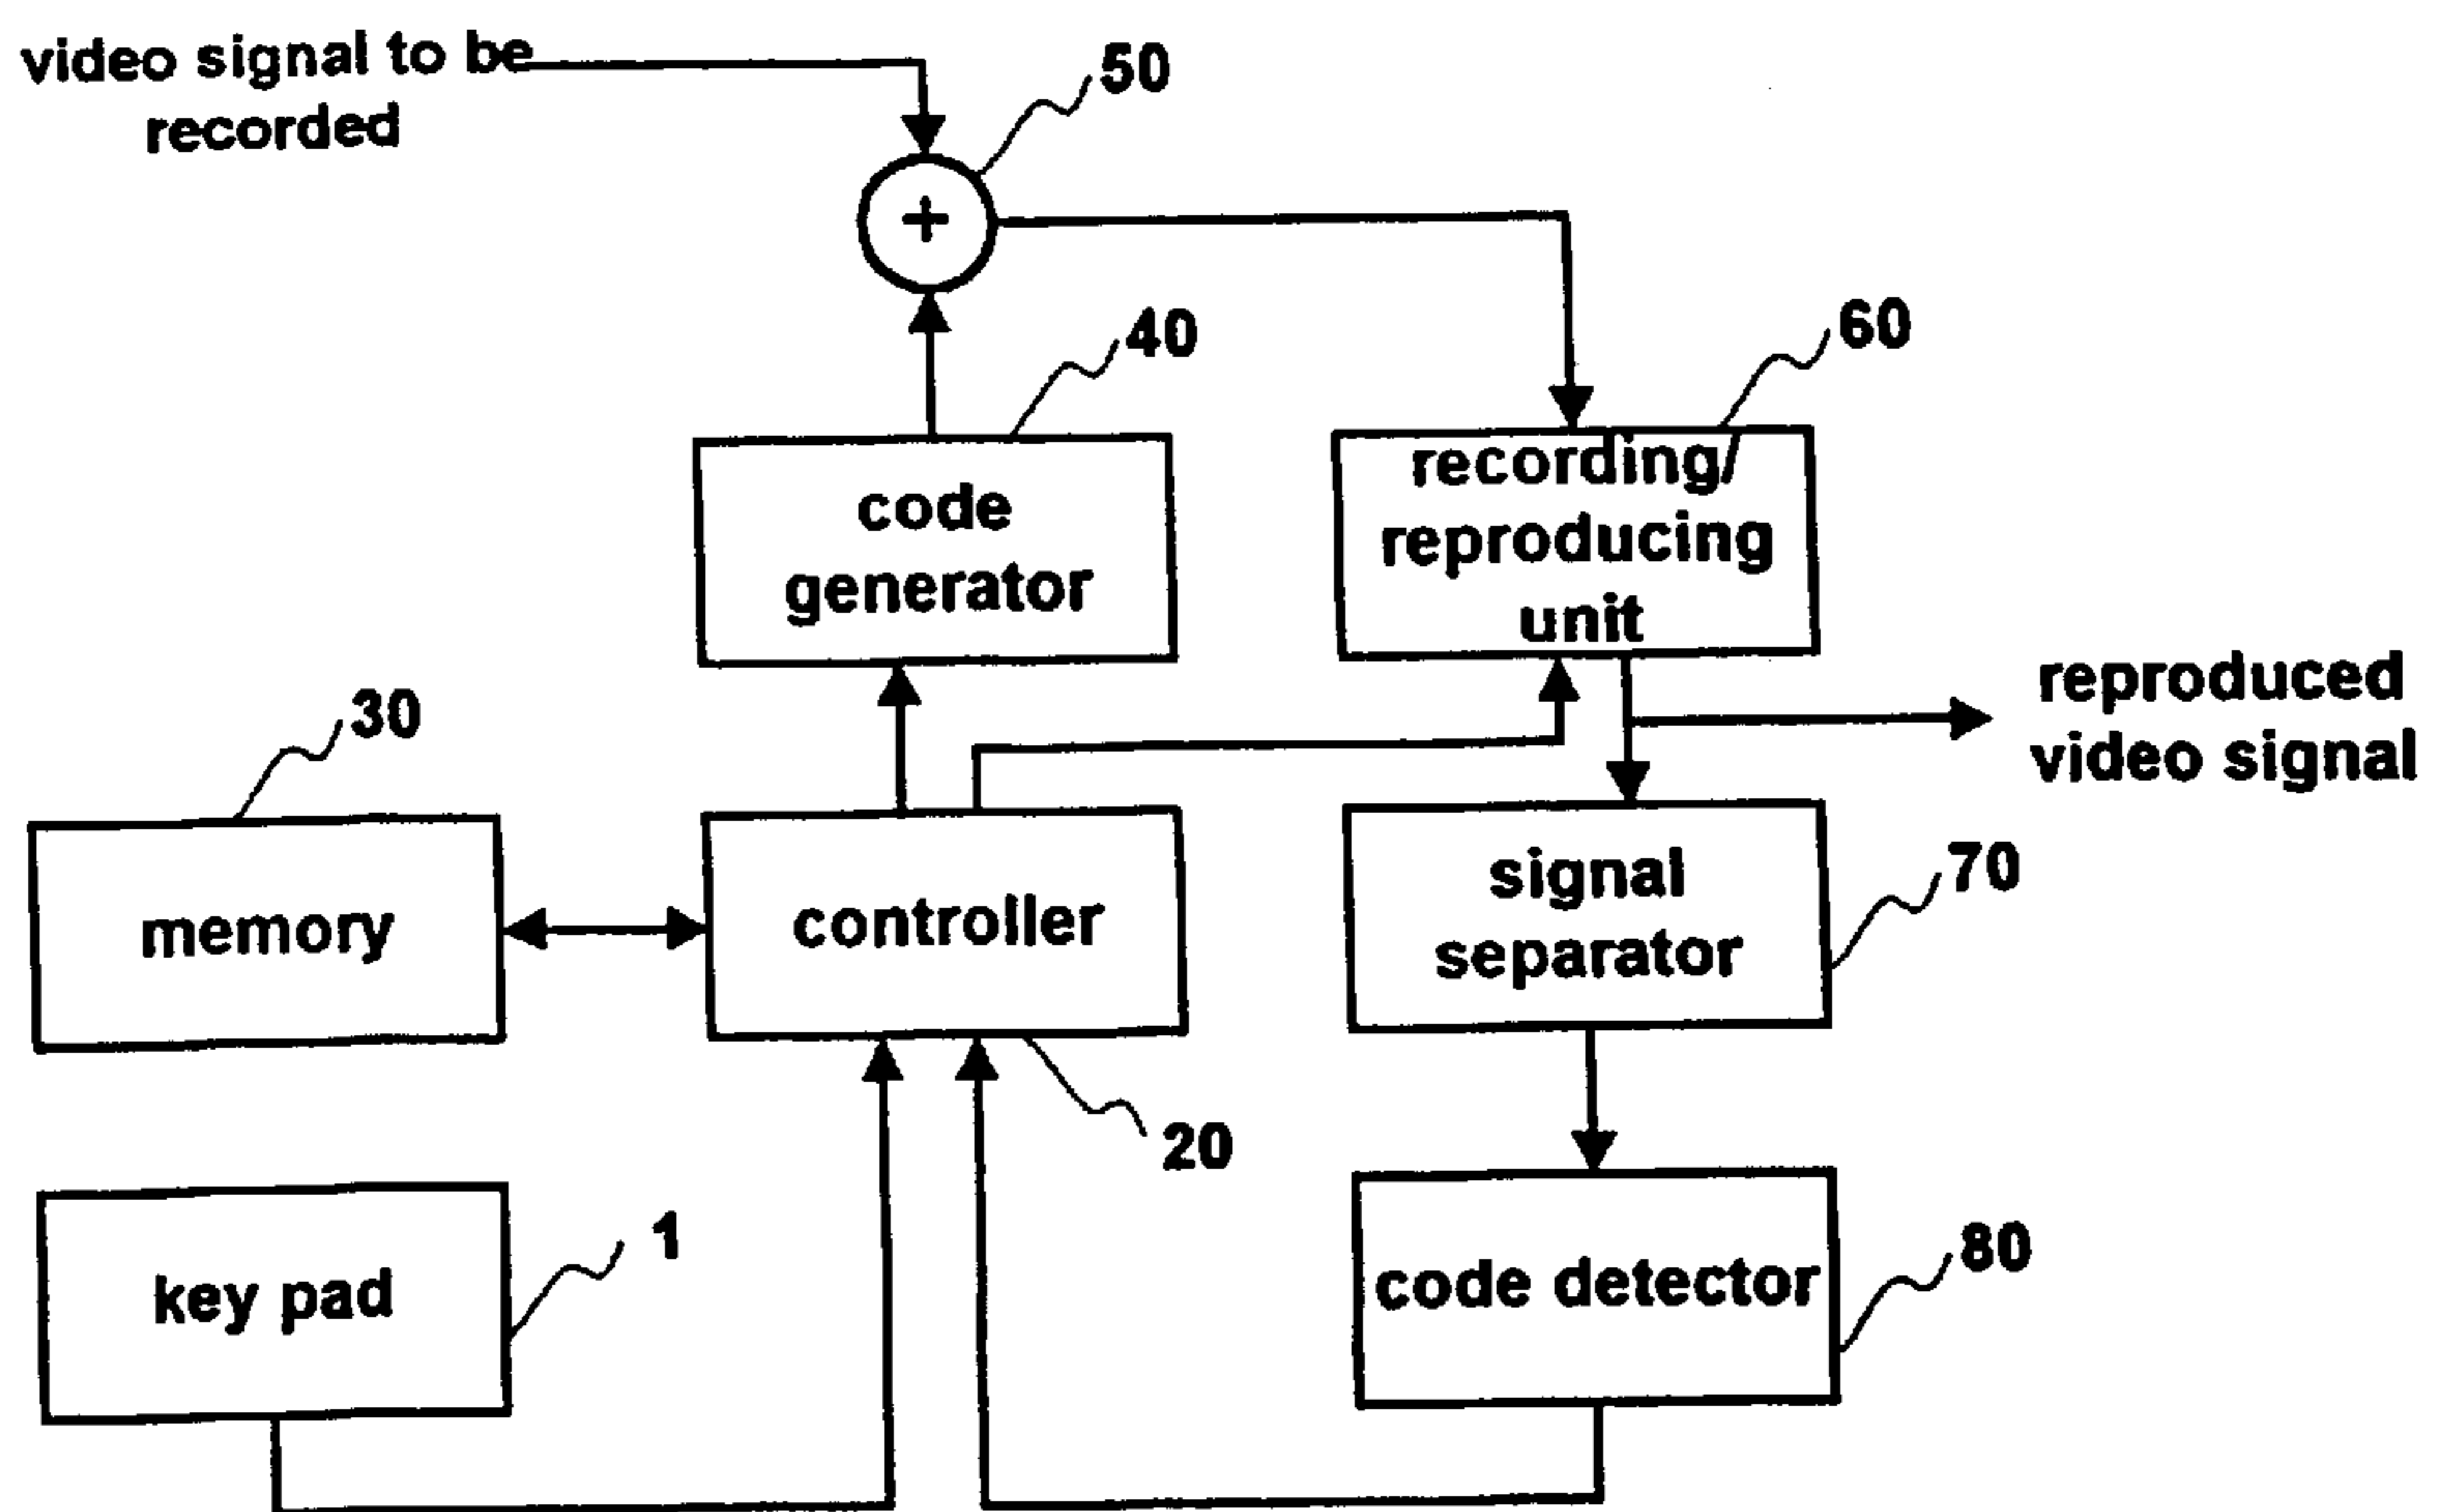 video signal to be
recorded
50
+
40
60
code
generator
recording/
reproducing
unit
30
reproduced
video signal
memory
controller
signal
separator
70
20
key pad
1
code detector
80